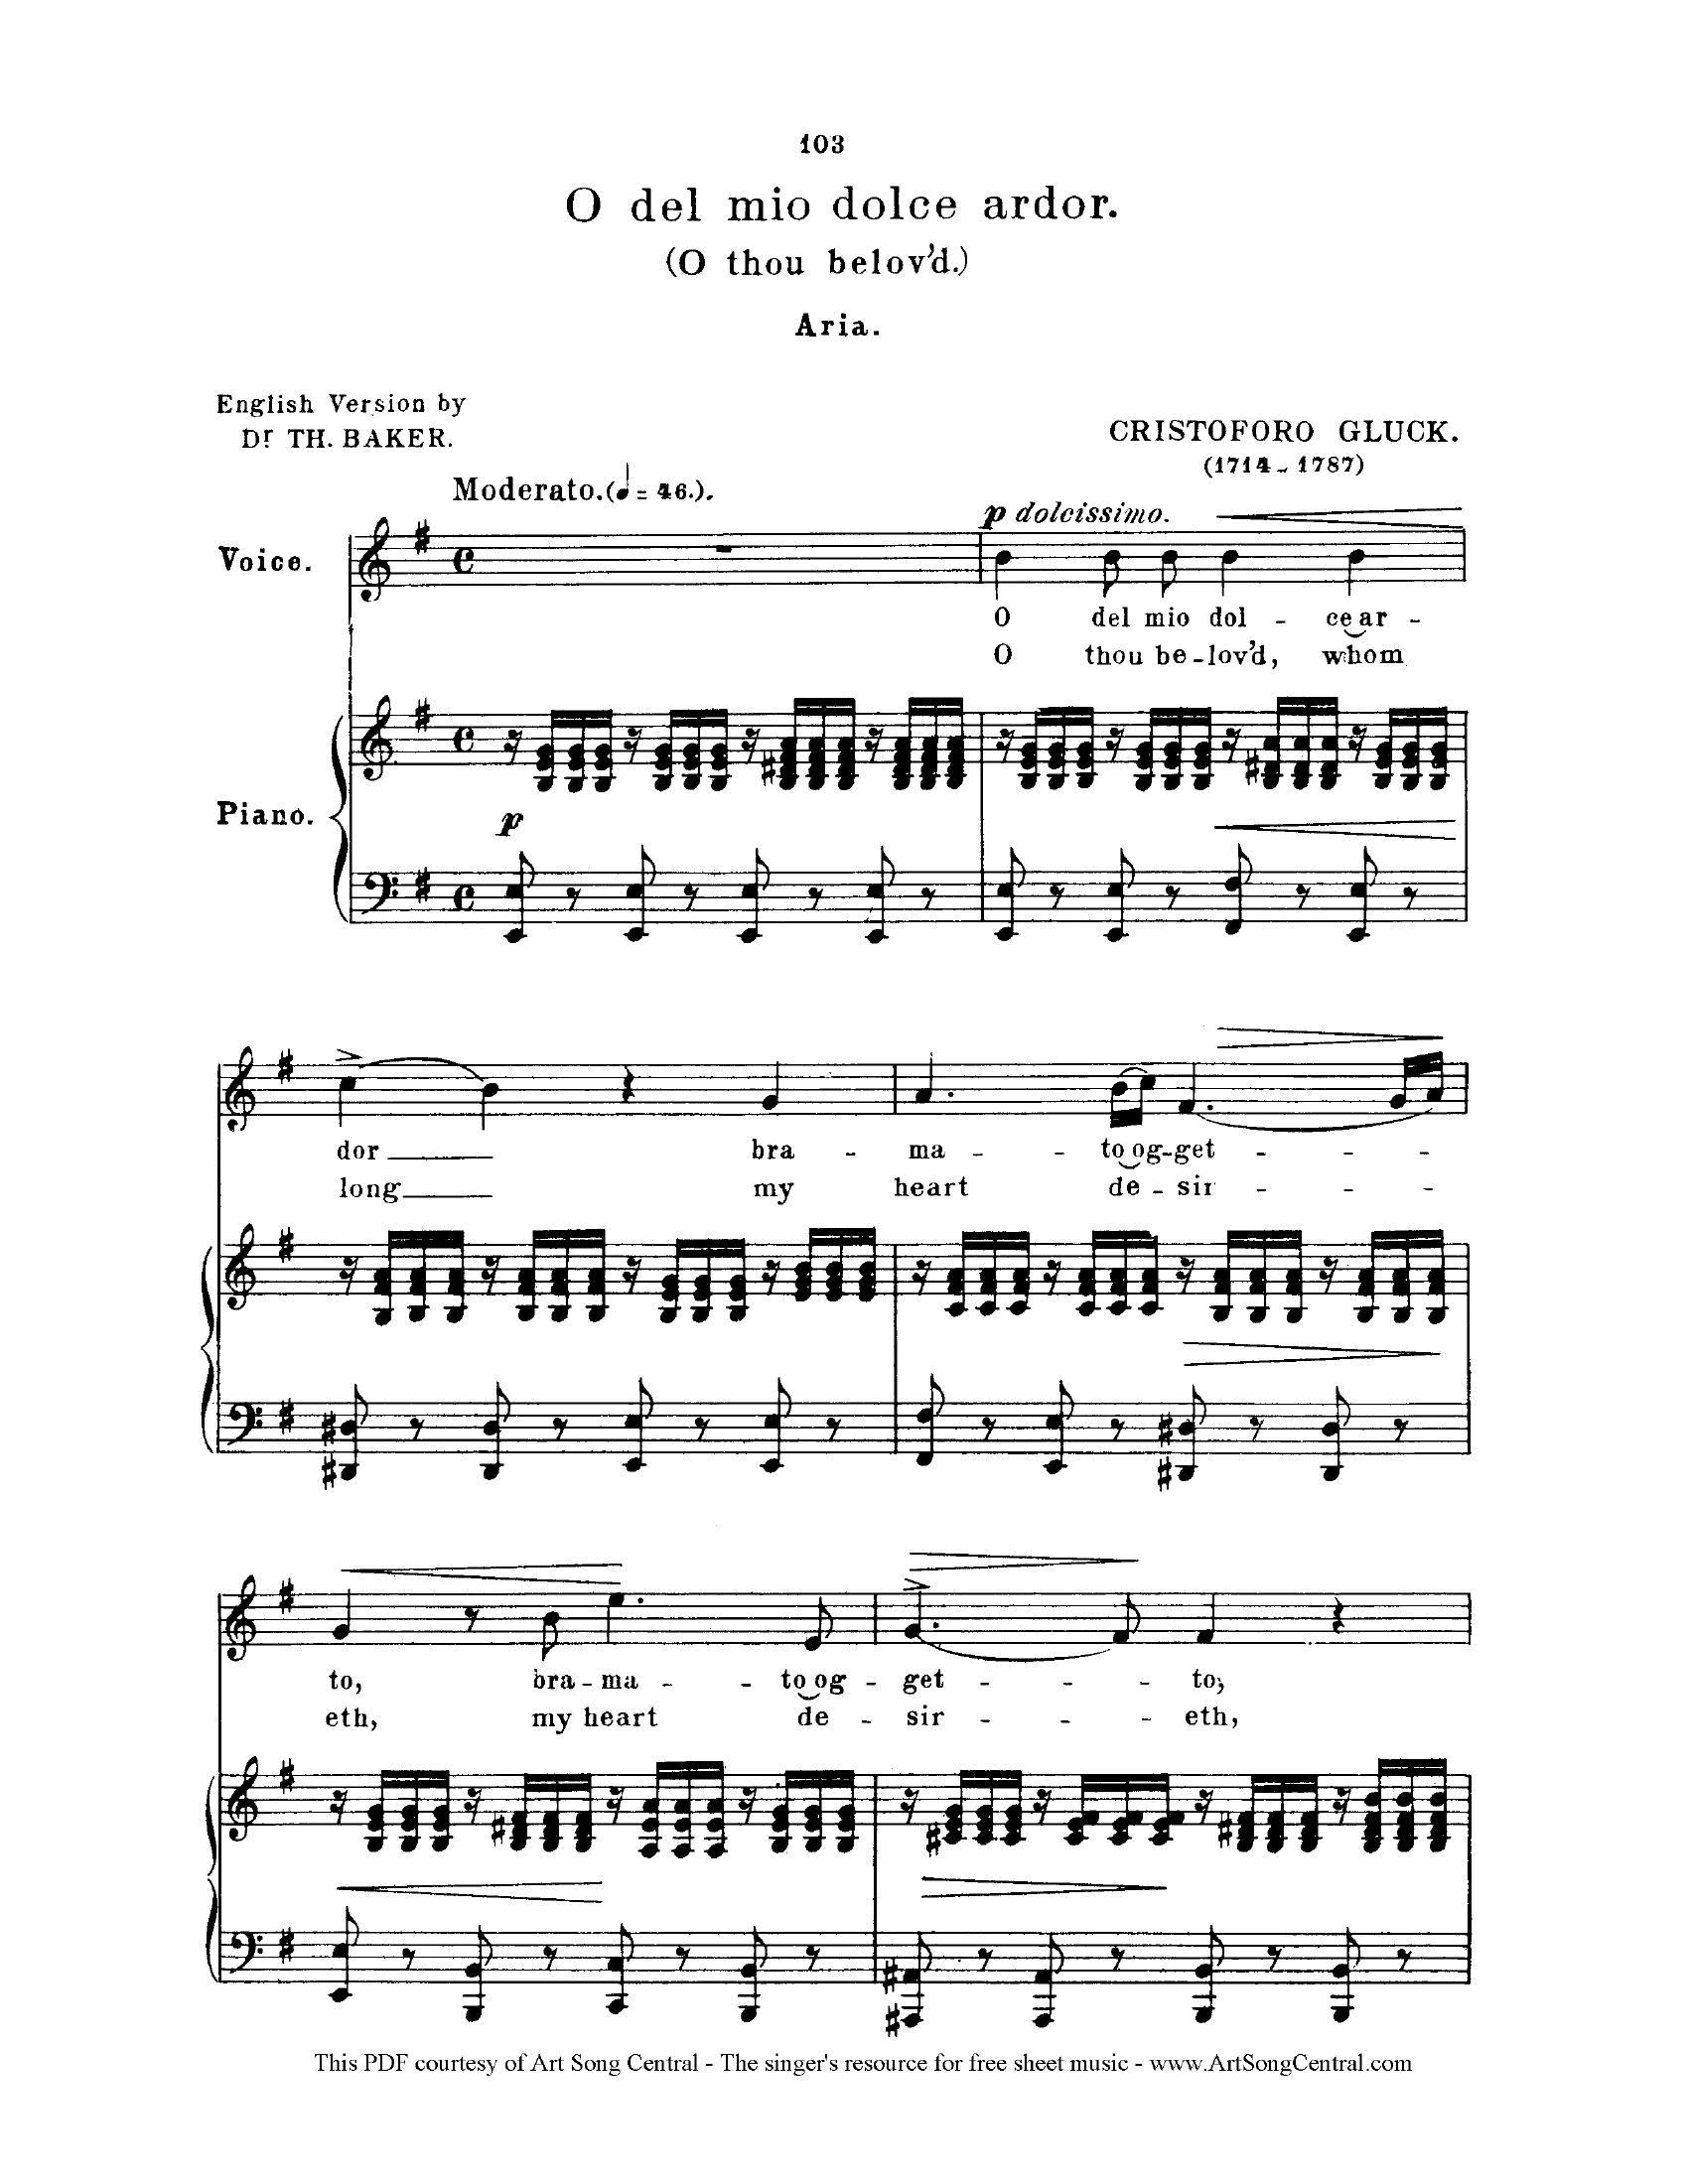 103
O del mio dolce ardor.
(O thou belov'd.)
Aria.
English Version by
Dr TH. BAKER.
CRISTOFORO GLUCK.
(1714 - 1787)
Moderato. (♩ = 46.).
p dolcissimo.
Voice.
O del mio dol - ce ar -
O thou be - lov'd, whom
Piano.
p
dor bra - ma - to og - get -
long my heart de - sir -
to, bra - ma - to og - get - to,
eth, my heart de - sir - eth,
This PDF courtesy of Art Song Central - The singer's resource for free sheet music - www.ArtSongCentral.com